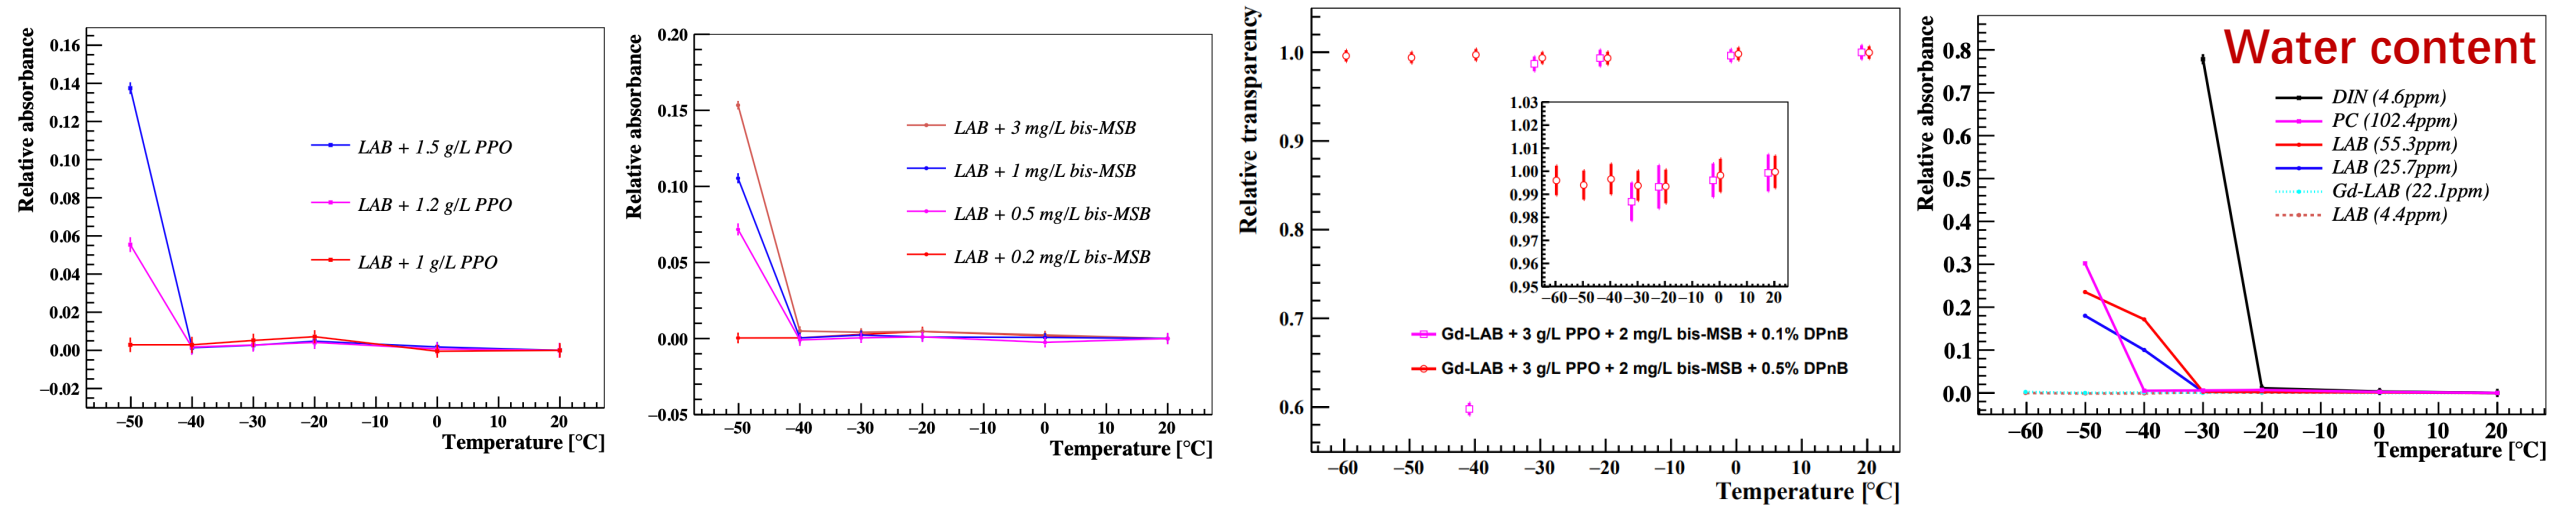 Relative absorbance
0.16
0.14
0.12
0.10
0.08
0.06
0.04
0.02
0.00
−0.02
LAB + 1.5 g/L PPO
LAB + 1.2 g/L PPO
LAB + 1 g/L PPO
−50 −40 −30 −20 −10 0 10 20
Temperature [°C]
Relative absorbance
0.20
0.15
0.10
0.05
0.00
−0.05
LAB + 3 mg/L bis-MSB
LAB + 1 mg/L bis-MSB
LAB + 0.5 mg/L bis-MSB
LAB + 0.2 mg/L bis-MSB
−50 −40 −30 −20 −10 0 10 20
Temperature [°C]
Relative transparency
1.0
0.9
0.8
0.7
0.6
1.03
1.02
1.01
1.00
0.99
0.98
0.97
0.96
0.95
−60 −50 −40 −30 −20 −10 0 10 20
Gd-LAB + 3 g/L PPO + 2 mg/L bis-MSB + 0.1% DPnB
Gd-LAB + 3 g/L PPO + 2 mg/L bis-MSB + 0.5% DPnB
−60 −50 −40 −30 −20 −10 0 10 20
Temperature [°C]
Relative absorbance
0.8
0.7
0.6
0.5
0.4
0.3
0.2
0.1
0.0
Water content
DIN (4.6ppm)
PC (102.4ppm)
LAB (55.3ppm)
LAB (25.7ppm)
Gd-LAB (22.1ppm)
LAB (4.4ppm)
−60 −50 −40 −30 −20 −10 0 10 20
Temperature [°C]